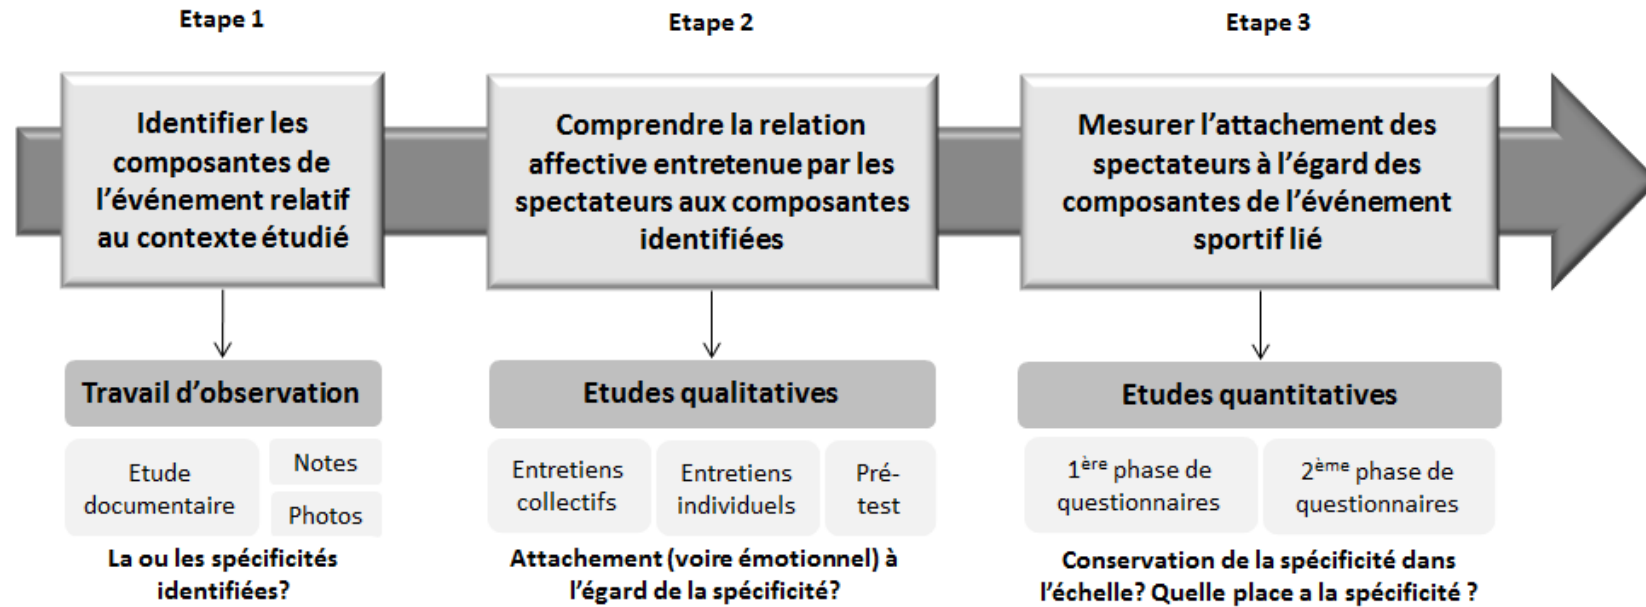 Etape 1
Etape 2
Etape 3
Identifier les
composantes de
l'événement relatif
au contexte étudié
Comprendre la relation
affective entretenue par les
spectateurs aux composantes
identifiées
Mesurer l'attachement des
spectateurs à l'égard des
composantes de l'événement
sportif lié
Travail d'observation
Etudes qualitatives
Etudes quantitatives
Etude
documentaire
Notes
Photos
Entretiens
collectifs
Entretiens
individuels
Pré-
test
1ère phase de
questionnaires
2ème phase de
questionnaires
La ou les spécificités
identifiées?
Attachement (voire émotionnel) à
l'égard de la spécificité?
Conservation de la spécificité dans
l'échelle? Quelle place a la spécificité ?